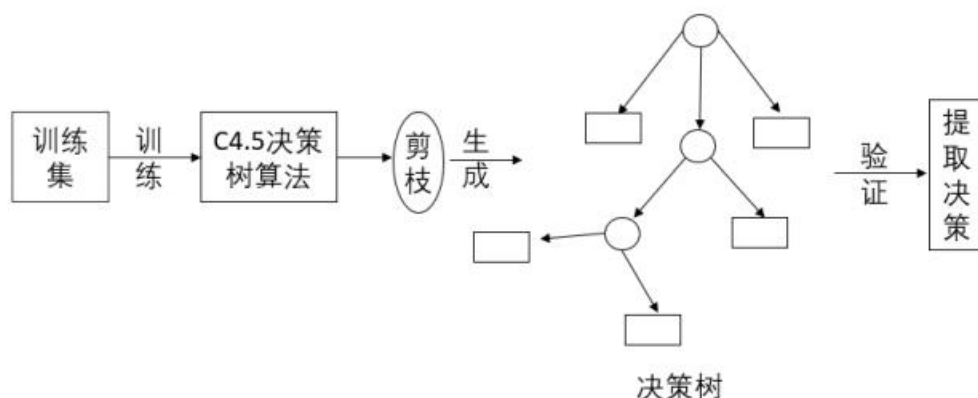 训练
集
训
练
C4.5决策
树算法
剪
枝
生
成
验
证
提
取
决
策
决策树